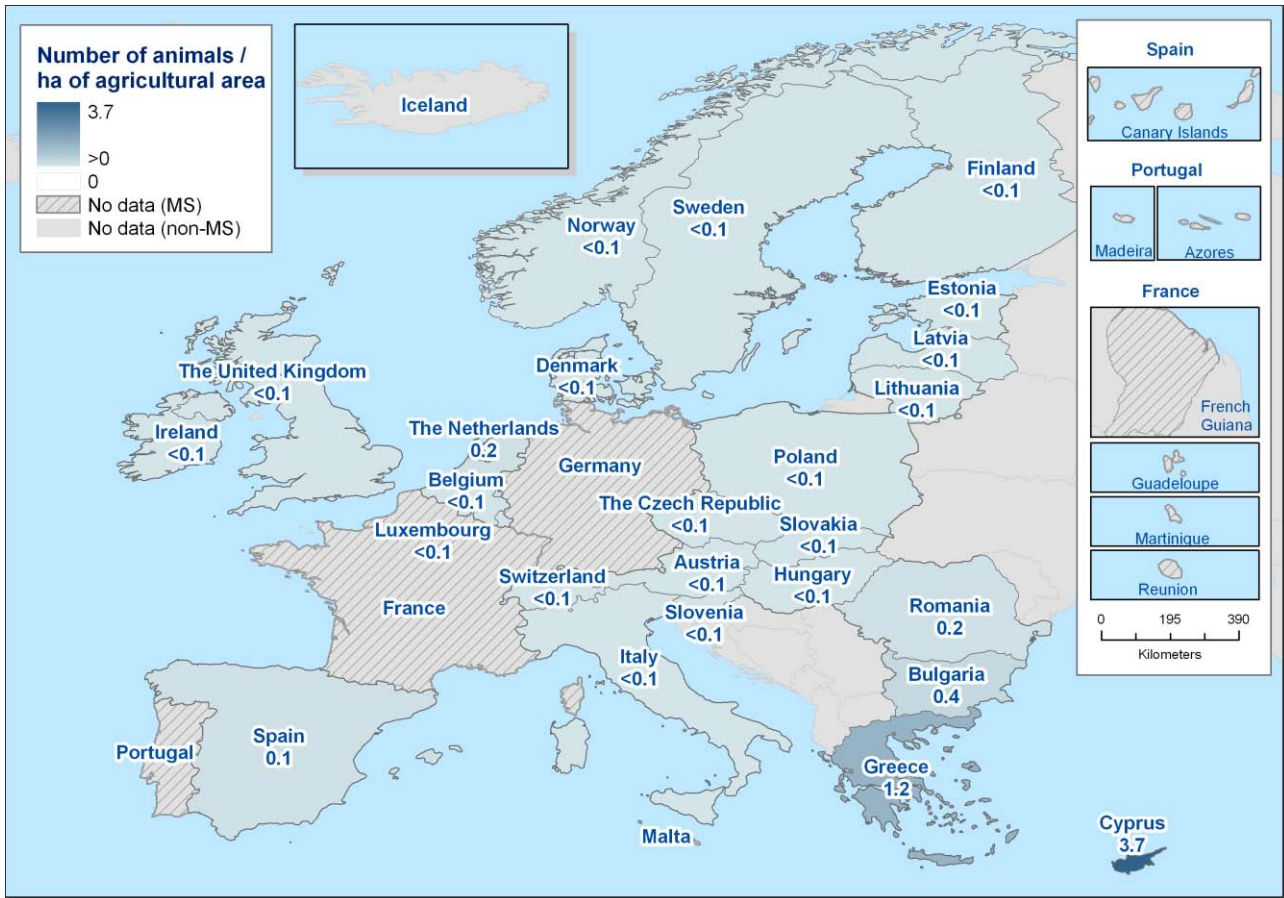 Number of animals /
ha of agricultural area
3.7
>0
0
No data (MS)
No data (non-MS)
Iceland
Finland
<0.1
Sweden
<0.1
Norway
<0.1
Estonia
<0.1
Latvia
<0.1
Lithuania
<0.1
Denmark
<0.1
The United Kingdom
<0.1
Ireland
<0.1
The Netherlands
0.2
Belgium
<0.1
Germany
Poland
<0.1
The Czech Republic
<0.1
Luxembourg
<0.1
Slovakia
<0.1
Austria
<0.1
Hungary
<0.1
Switzerland
<0.1
France
Slovenia
<0.1
Romania
0.2
Italy
<0.1
Bulgaria
0.4
Portugal
Spain
0.1
Greece
1.2
Malta
Cyprus
3.7
Spain
Canary Islands
Portugal
Madeira
Azores
France
French
Guiana
Guadeloupe
Martinique
Reunion
0 195 390
Kilometers